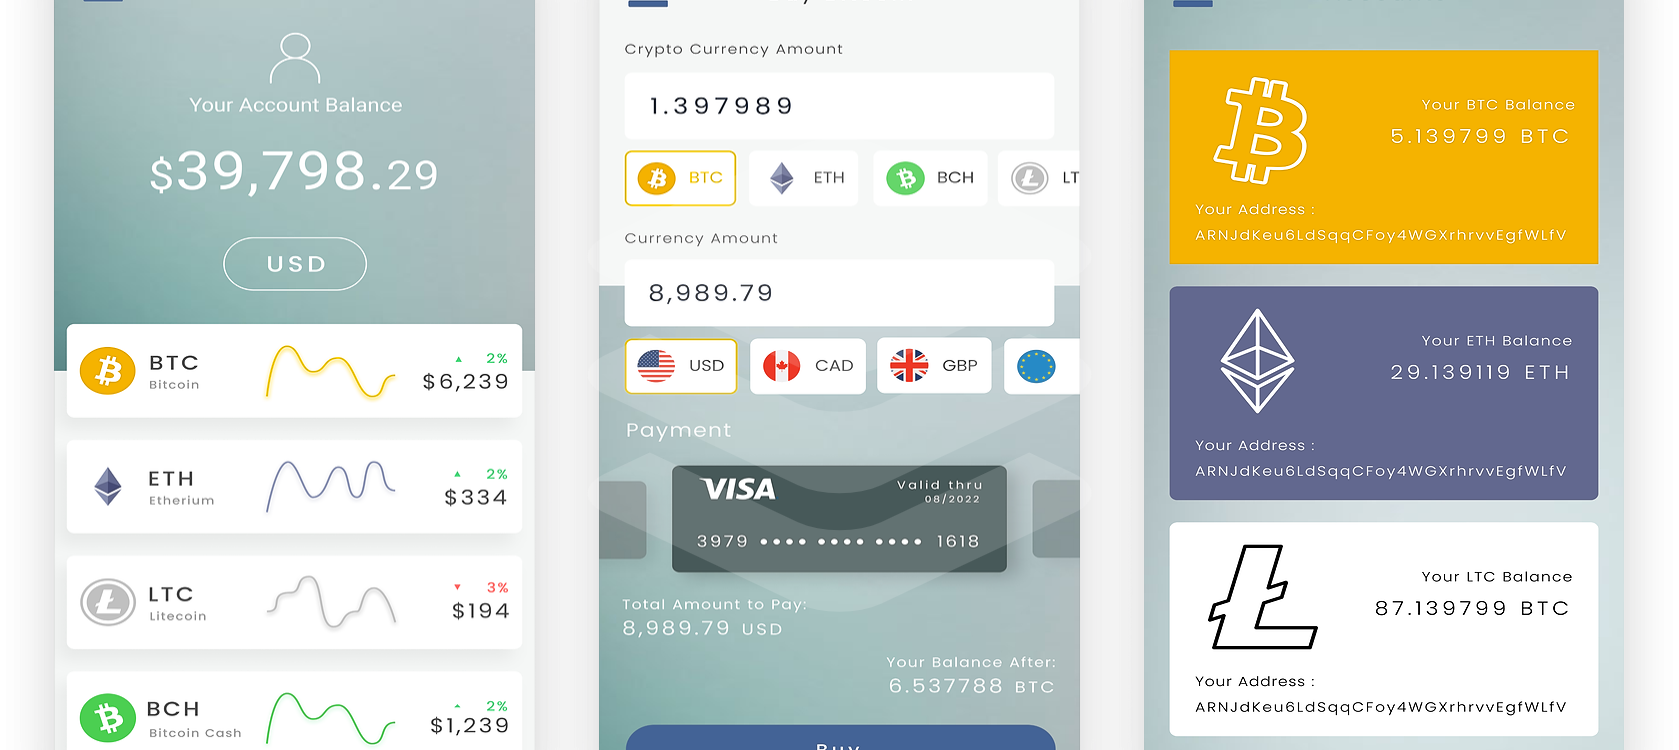 Your Account Balance
$39,798.29
USD
BTC
Bitcoin
2%
$6,239
ETH
Etherium
2%
$334
LTC
Litecoin
3%
$194
BCH
Bitcoin Cash
2%
$1,239
Crypto Currency Amount
1.397989
BTC ETH BCH LT
Currency Amount
8,989.79
USD CAD GBP
Payment
VISA
Valid thru
08/2022
3979 •••• •••• •••• 1618
Total Amount to Pay:
8,989.79 USD
Your Balance After:
6.537788 BTC
Buy
Your BTC Balance
5.139799 BTC
Your Address :
ARNJdKeu6LdSqqCFoy4WGXrhrvvEgfWLfV
Your ETH Balance
29.139119 ETH
Your Address :
ARNJdKeu6LdSqqCFoy4WGXrhrvvEgfWLfV
Your LTC Balance
87.139799 BTC
Your Address :
ARNJdKeu6LdSqqCFoy4WGXrhrvvEgfWLfV